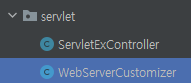 servlet
C ServletExController
C WebServerCustomizer